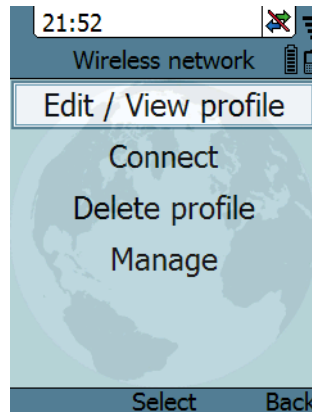 21:52
Wireless network
Edit / View profile
Connect
Delete profile
Manage
Select Back